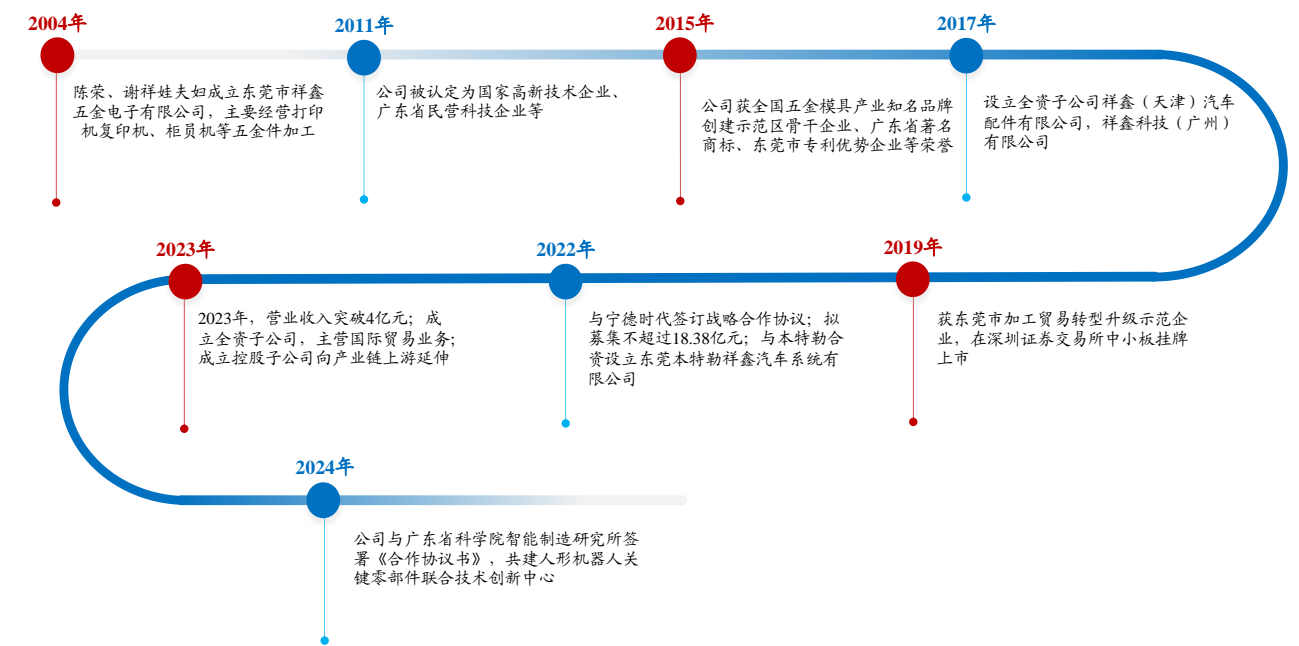 2004年
陈荣、谢祥娃夫妇成立东莞市祥鑫
五金电子有限公司，主要经营打印
机复印机、柜员机等五金件加工
2011年
公司被认定为国家高新技术企业、
广东省民营科技企业等
2015年
公司获全国五金模具产业知名品牌
创建示范区骨干企业、广东省著名
商标、东莞市专利优势企业等荣誉
2017年
设立全资子公司祥鑫（天津）汽车
配件有限公司，祥鑫科技（广州）
有限公司
2019年
获东莞市加工贸易转型升级示范企
业，在深圳证券交易所中小板挂牌
上市
2022年
与宁德时代签订战略合作协议；拟
募集不超过18.38亿元；与本特勒合
资设立东莞本特勒祥鑫汽车系统有
限公司
2023年
2023年，营业收入突破4亿元；成
立全资子公司，主营国际贸易业务；
成立控股子公司向产业链上游延伸
2024年
公司与广东省科学院智能制造研究所签
署《合作协议书》，共建人形机器人关
键零部件联合技术创新中心